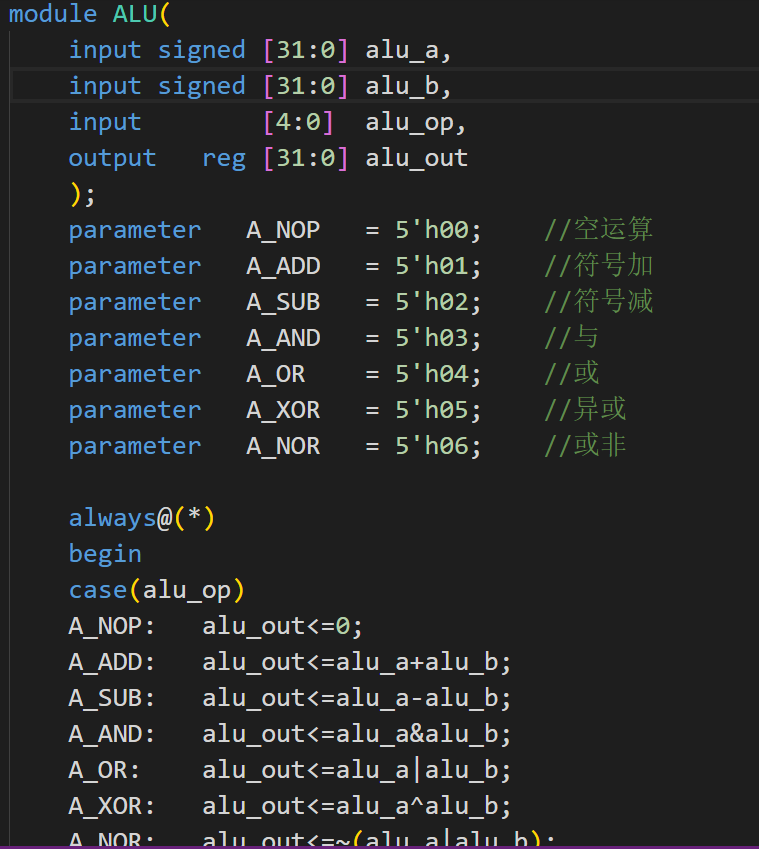 module ALU(
input signed [31:0] alu_a,
input signed [31:0] alu_b,
input [4:0] alu_op,
output reg [31:0] alu_out
);
parameter A_NOP = 5'h00; //空运算
parameter A_ADD = 5'h01; //符号加
parameter A_SUB = 5'h02; //符号减
parameter A_AND = 5'h03; //与
parameter A_OR = 5'h04; //或
parameter A_XOR = 5'h05; //异或
parameter A_NOR = 5'h06; //或非
always@(*)
begin
case(alu_op)
A_NOP: alu_out<=0;
A_ADD: alu_out<=alu_a+alu_b;
A_SUB: alu_out<=alu_a-alu_b;
A_AND: alu_out<=alu_a&alu_b;
A_OR: alu_out<=alu_a|alu_b;
A_XOR: alu_out<=alu_a^alu_b;
A_NOR: alu_out<=~(alu_a|alu_b);